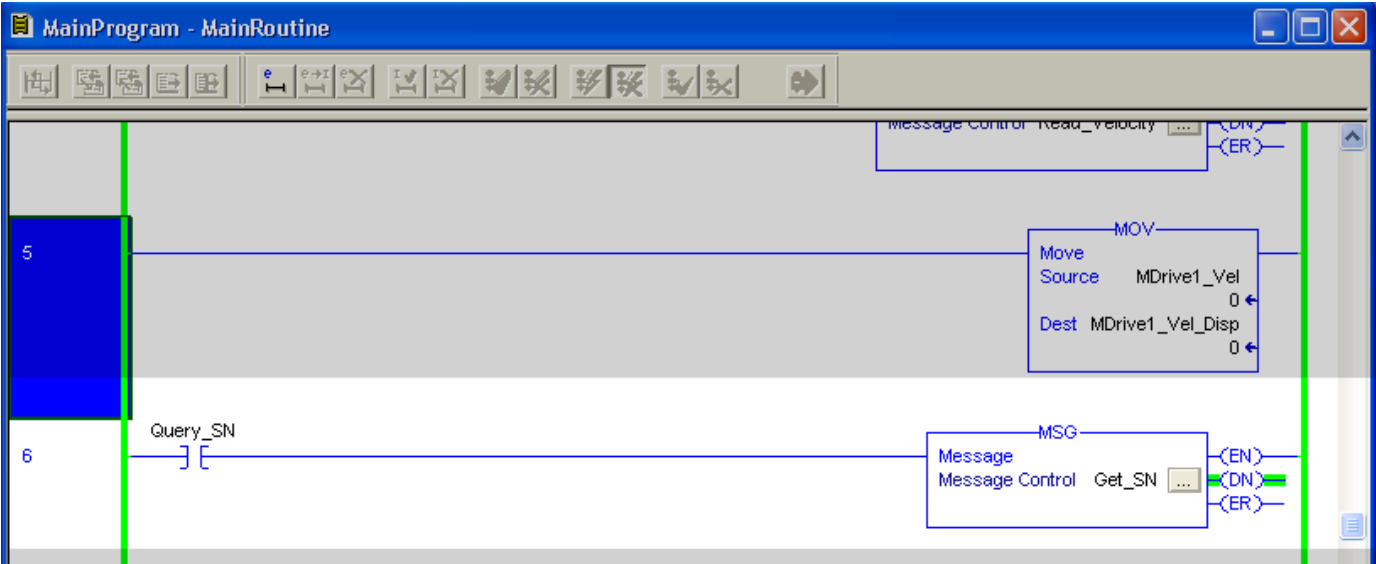 MainProgram - MainRoutine
Message Control Read_Velocity ... (DN)
(ER)
5
MOV
Move
Source MDrive1_Vel
0
Dest MDrive1_Vel_Disp
0
6
Query_SN
MSG
Message (EN)
Message Control Get_SN ... (DN)
(ER)